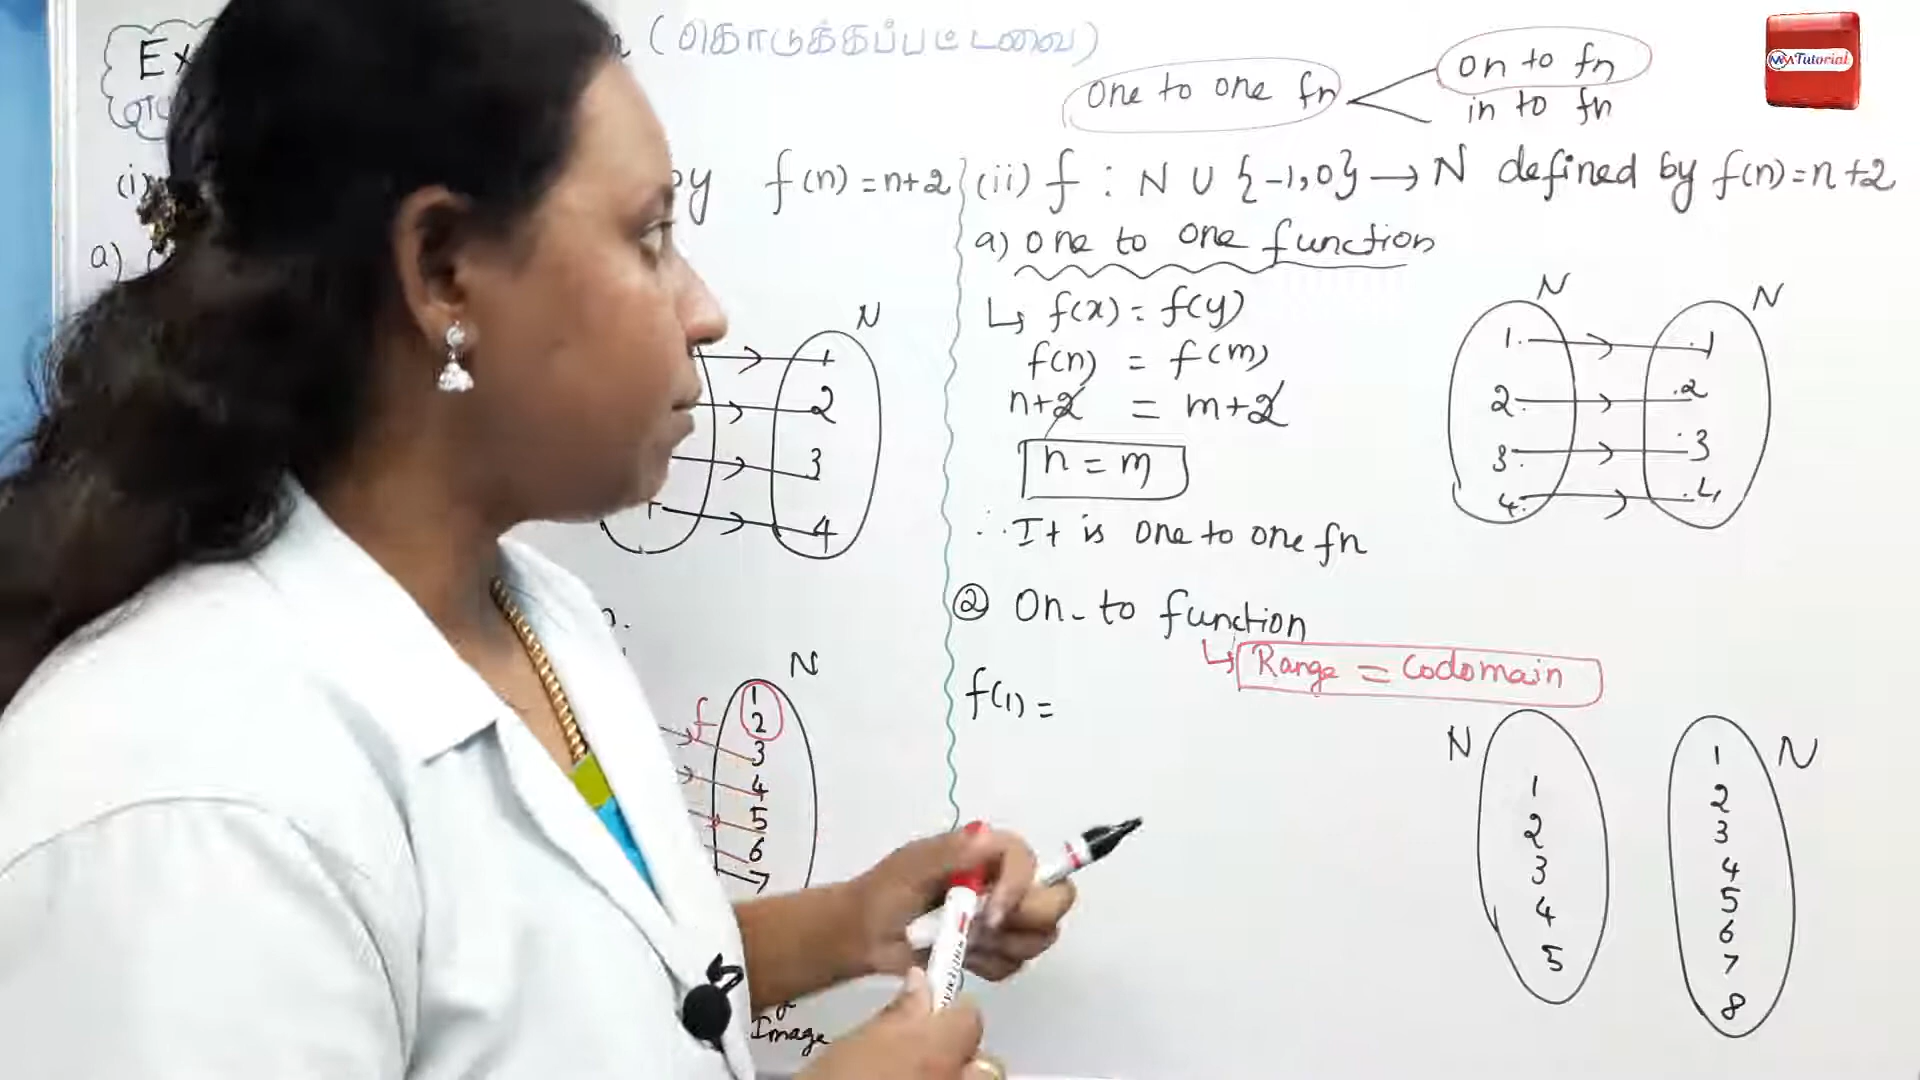 Ex
(கொடுக்கப்பட்டவை)
One to one fn
On to fn
in to fn
MATutorial
(i)
by f(n) = n+2
a)
N
1
2
3
4
N
f
1
2
3
4
5
6
7
Image
(ii) f : N ∪ {-1,0} → N defined by f(n) = n+2
a) one to one function
↳ f(x) = f(y)
f(n) = f(m)
n+2 = m+2
n = m
∴ It is one to one fn
N
N
1. .1
2. .2
3. .3
4. .4
② On-to function
↳ Range = Codomain
f(1) =
N
1
2
3
4
5
N
1
2
3
4
5
6
7
8